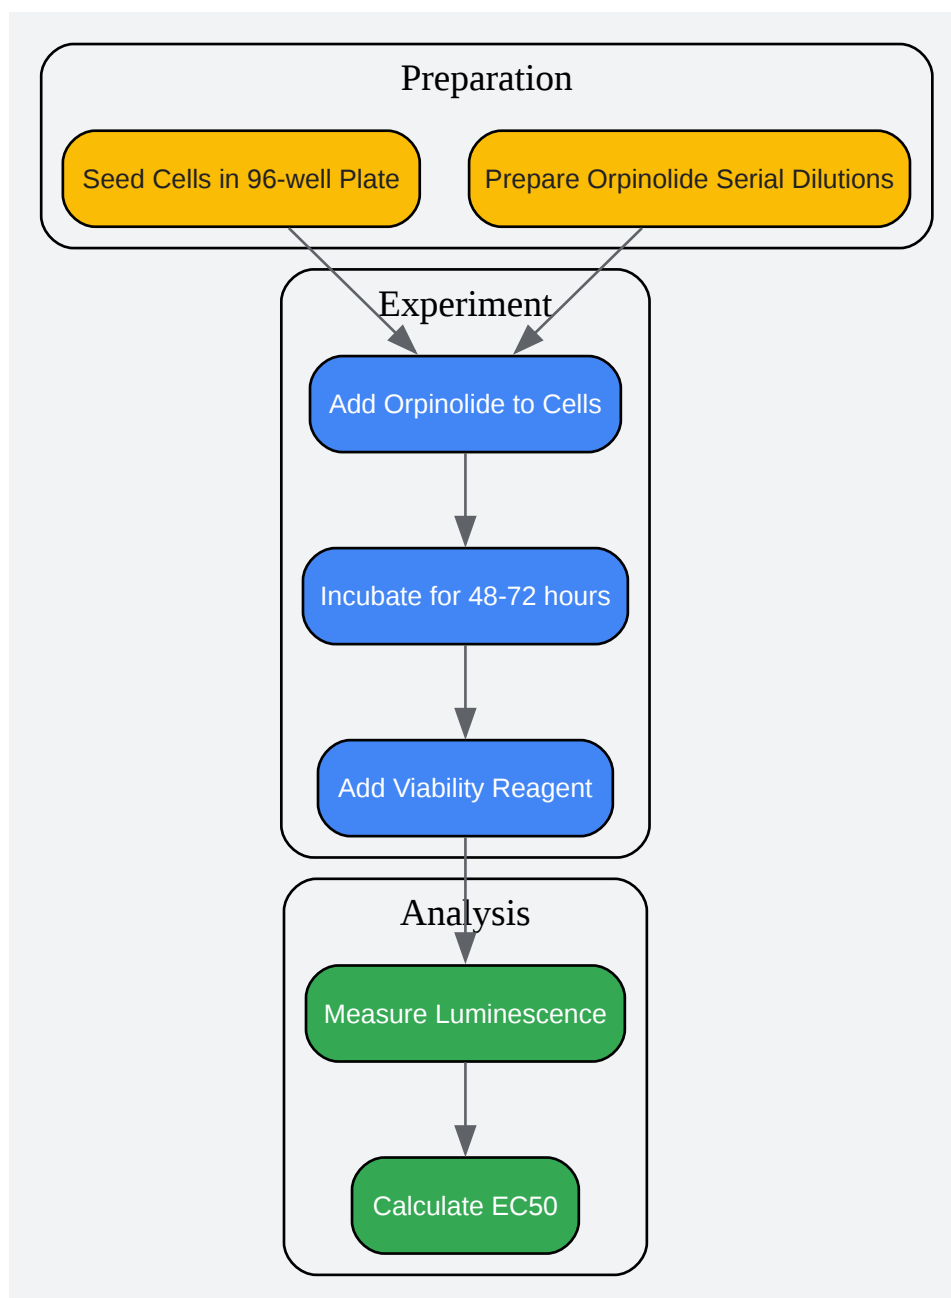 Preparation
Seed Cells in 96-well Plate
Prepare Orpinolide Serial Dilutions
Experiment
Add Orpinolide to Cells
Incubate for 48-72 hours
Add Viability Reagent
Analysis
Measure Luminescence
Calculate EC50